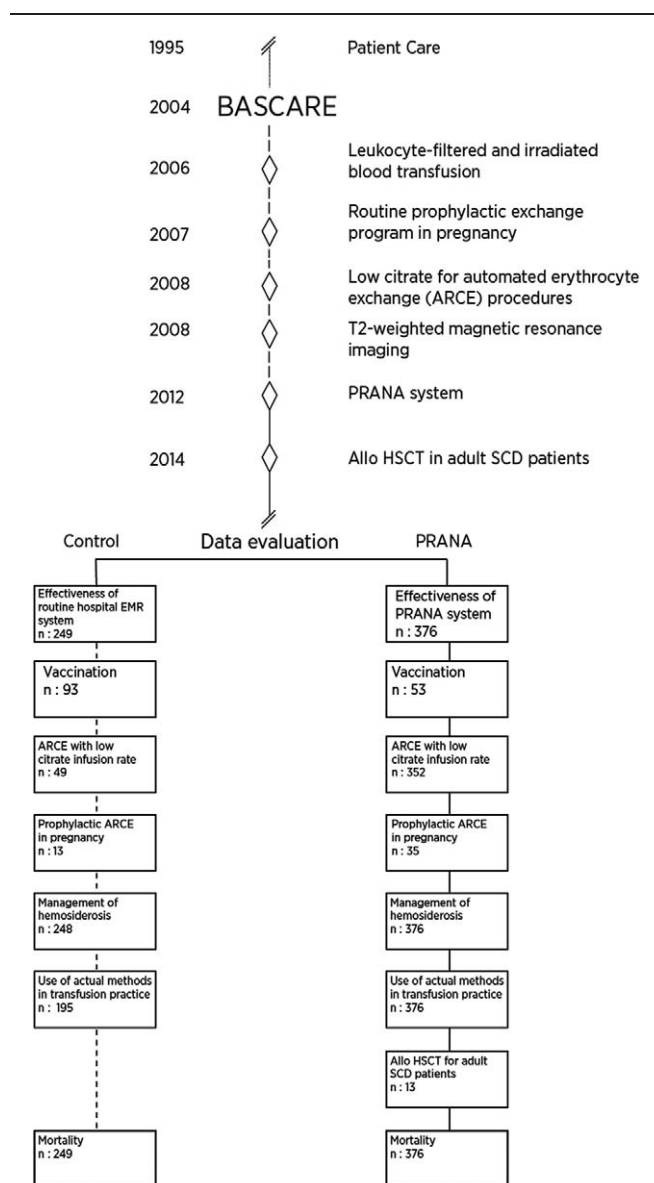 1995
Patient Care
2004
BASCARE
2006
Leukocyte-filtered and irradiated
blood transfusion
2007
Routine prophylactic exchange
program in pregnancy
2008
Low citrate for automated erythrocyte
exchange (ARCE) procedures
2008
T2-weighted magnetic resonance
imaging
2012
PRANA system
2014
Allo HSCT in adult SCD patients
Control
Data evaluation
PRANA
Effectiveness of
routine hospital EMR
system
n : 249
Effectiveness of
PRANA system
n : 376
Vaccination
n : 93
Vaccination
n : 53
ARCE with low
citrate infusion rate
n : 49
ARCE with low
citrate infusion rate
n : 352
Prophylactic ARCE
in pregnancy
n : 13
Prophylactic ARCE
in pregnancy
n : 35
Management of
hemosiderosis
n : 248
Management of
hemosiderosis
n : 376
Use of actual methods
in transfusion practice
n : 195
Use of actual methods
in transfusion practice
n : 376
Allo HSCT for adult
SCD patients
n : 13
Mortality
n : 249
Mortality
n : 376